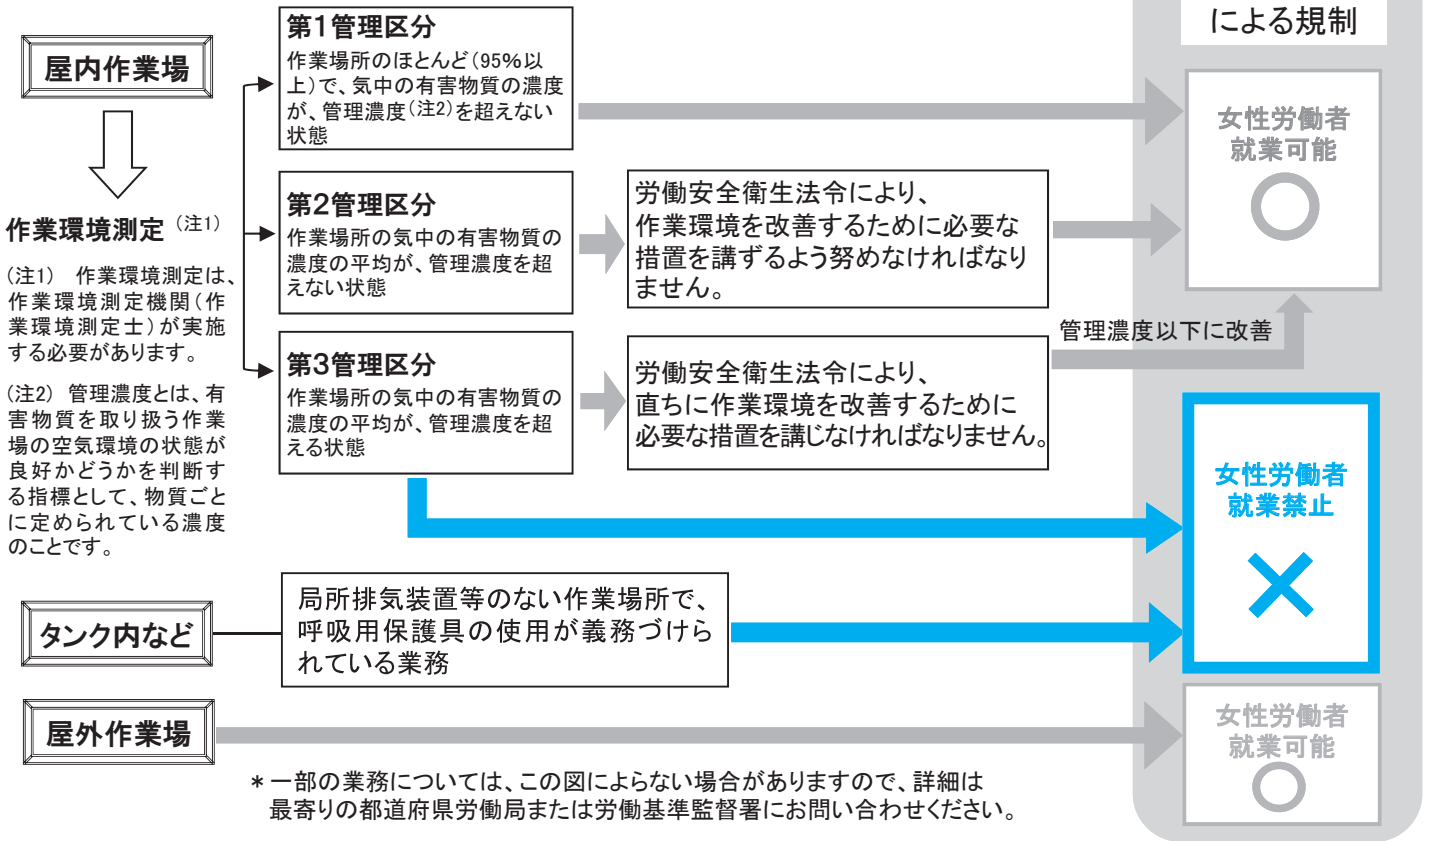 による規制
屋内作業場
作業環境測定（注1）
(注1)　作業環境測定は、
作業環境測定機関（作
業環境測定士）が実施
する必要があります。
(注2) 管理濃度とは、有
害物質を取り扱う作業
場の空気環境の状態が
良好かどうかを判断す
る指標として、物質ごと
に定められている濃度
のことです。
第1管理区分
作業場所のほとんど（95%以
上）で、気中の有害物質の濃度
が、管理濃度（注2）を超えない
状態
第2管理区分
作業場所の気中の有害物質の
濃度の平均が、管理濃度を超
えない状態
労働安全衛生法令により、
作業環境を改善するために必要な
措置を講ずるよう努めなければなり
ません。
第3管理区分
作業場所の気中の有害物質の
濃度の平均が、管理濃度を超
える状態
労働安全衛生法令により、
直ちに作業環境を改善するために
必要な措置を講じなければなりません。
管理濃度以下に改善
女性労働者
就業可能
女性労働者
就業禁止
タンク内など
局所排気装置等のない作業場所で、
呼吸用保護具の使用が義務づけら
れている業務
屋外作業場
女性労働者
就業可能
＊一部の業務については、この図によらない場合がありますので、詳細は
最寄りの都道府県労働局または労働基準監督署にお問い合わせください。